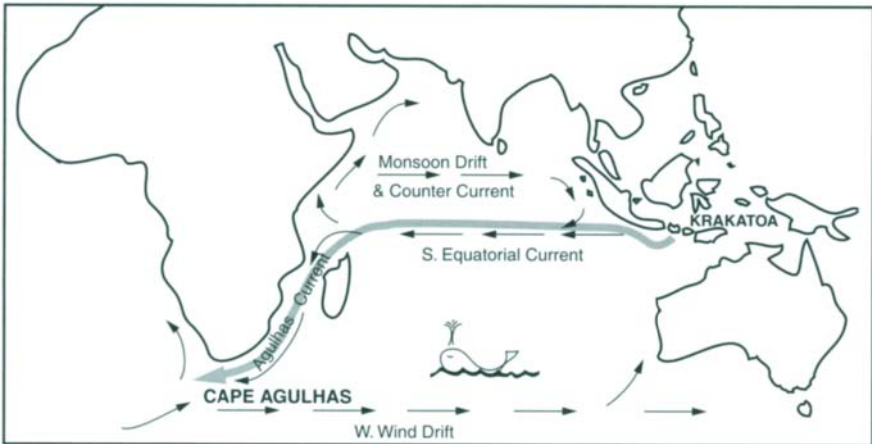 Monsoon Drift
& Counter Current
KRAKATOA
S. Equatorial Current
Agulhas Current
CAPE AGULHAS
W. Wind Drift